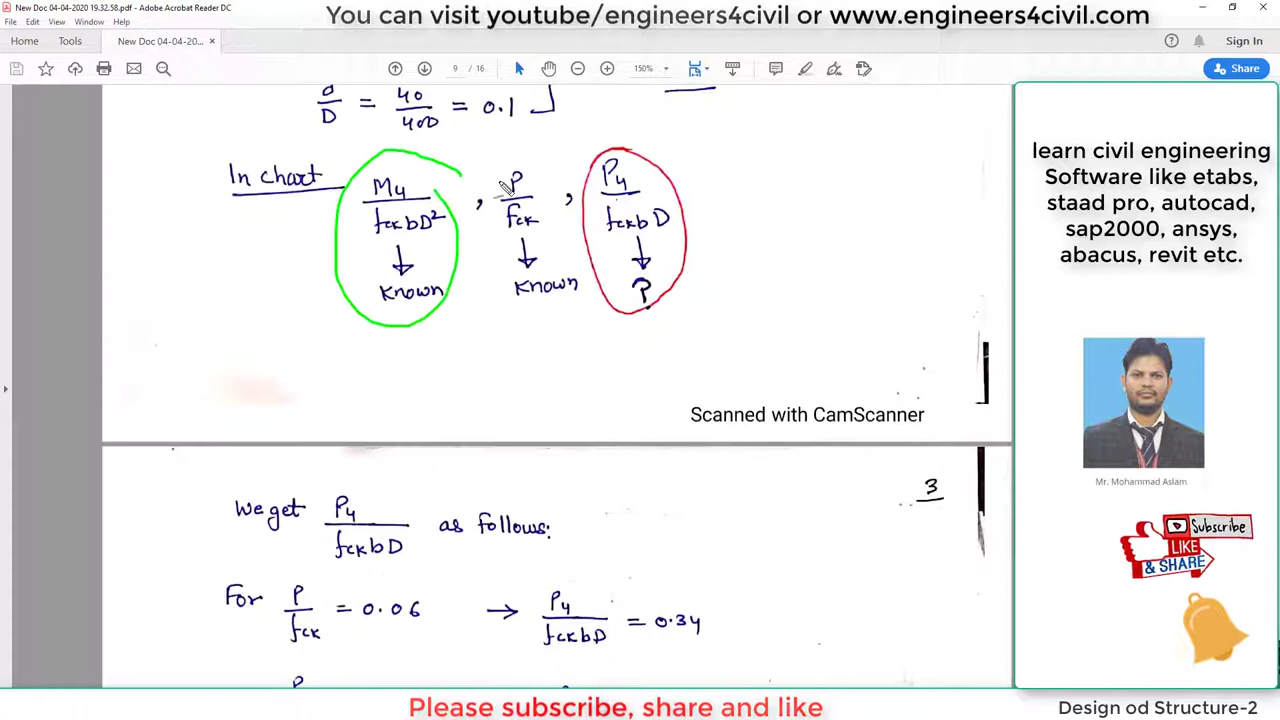 New Doc 04-04-2020 19.32.58.pdf - Adobe Acrobat Reader DC
You can visit youtube/engineers4civil or www.engineers4civil.com
File Edit View Window Help
Home Tools New Doc 04-04-20... × Sign In
9 / 16 150% Share
d/D = 40/400 = 0.1
In chart Mu/fckbD² , P/fck , Pu/fckbD
Known Known ?
Scanned with CamScanner
3
We get Pu/fckbD as follows:
For P/fck = 0.06 → Pu/fckbD = 0.34
P
learn civil engineering
Software like etabs,
staad pro, autocad,
sap2000, ansys,
abacus, revit etc.
Mr. Mohammad Aslam
Subscribe
LIKE
& SHARE
Please subscribe, share and like
Design od Structure-2